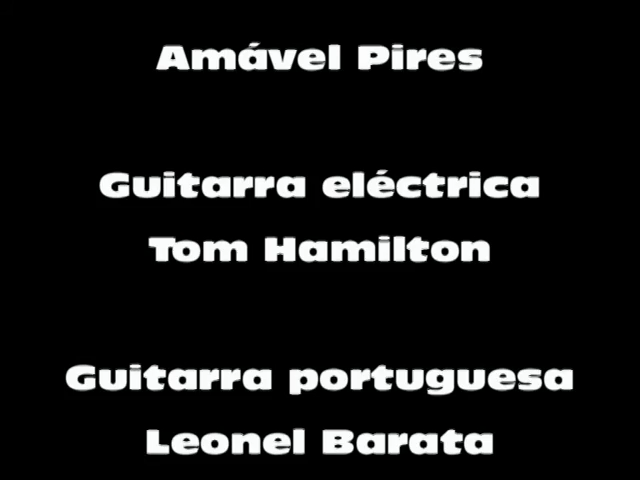 Amável Pires
Guitarra eléctrica
Tom Hamilton
Guitarra portuguesa
Leonel Barata